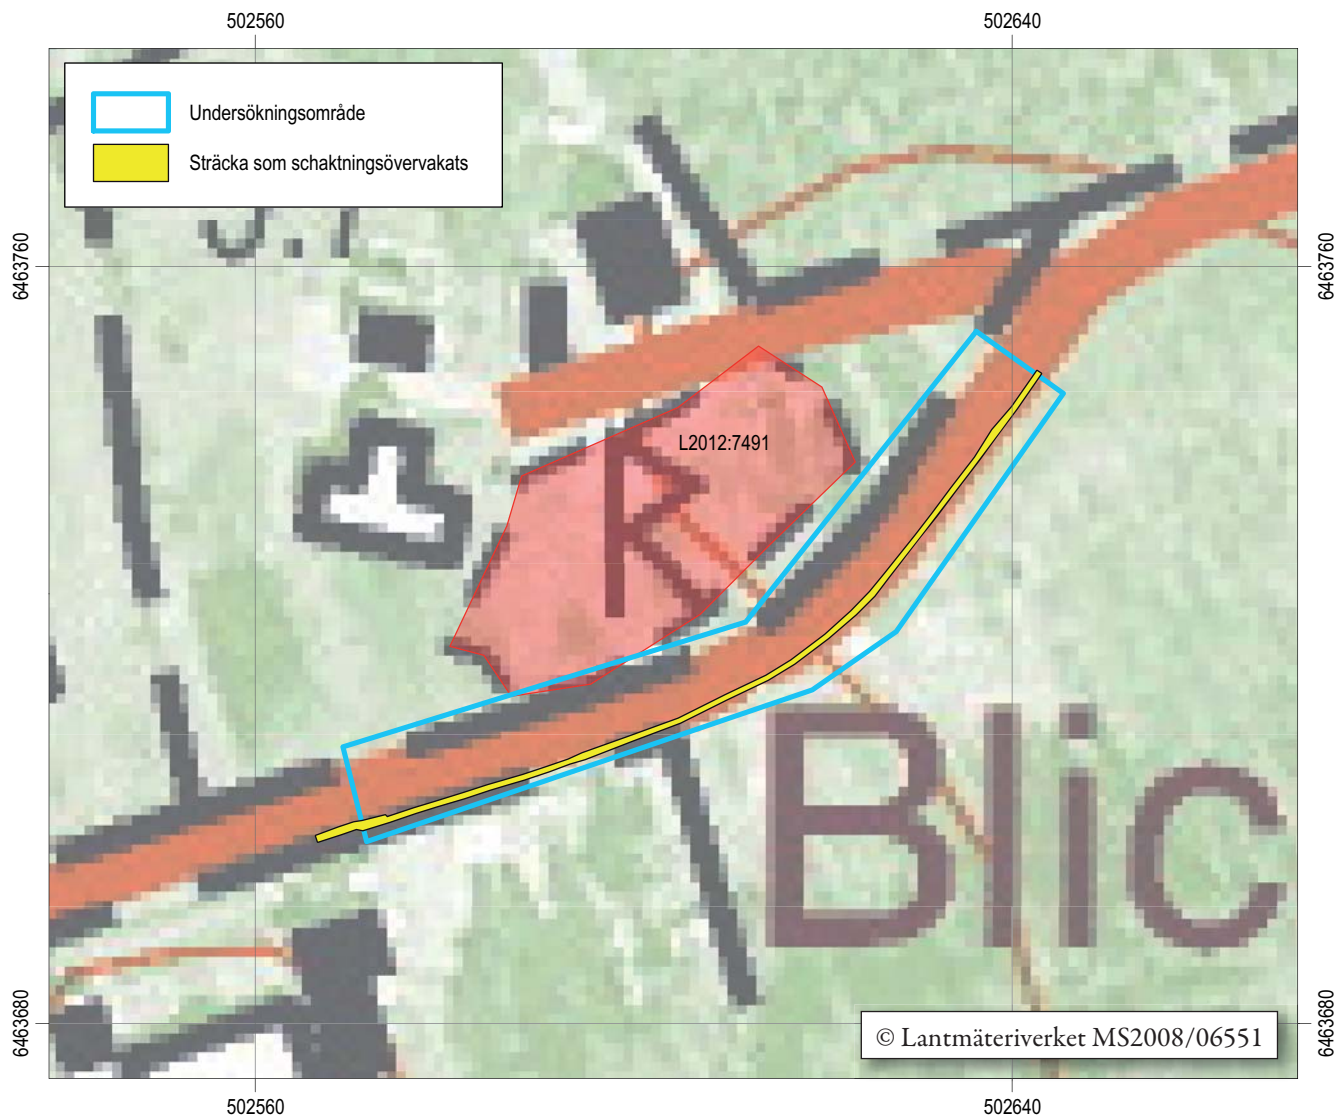 502560
502640
Undersökningsområde
Sträcka som schaktningsövervakats
6463760
6463760
L2012:7491
R
Blic
6463680
© Lantmäteriverket MS2008/06551
6463680
502560
502640